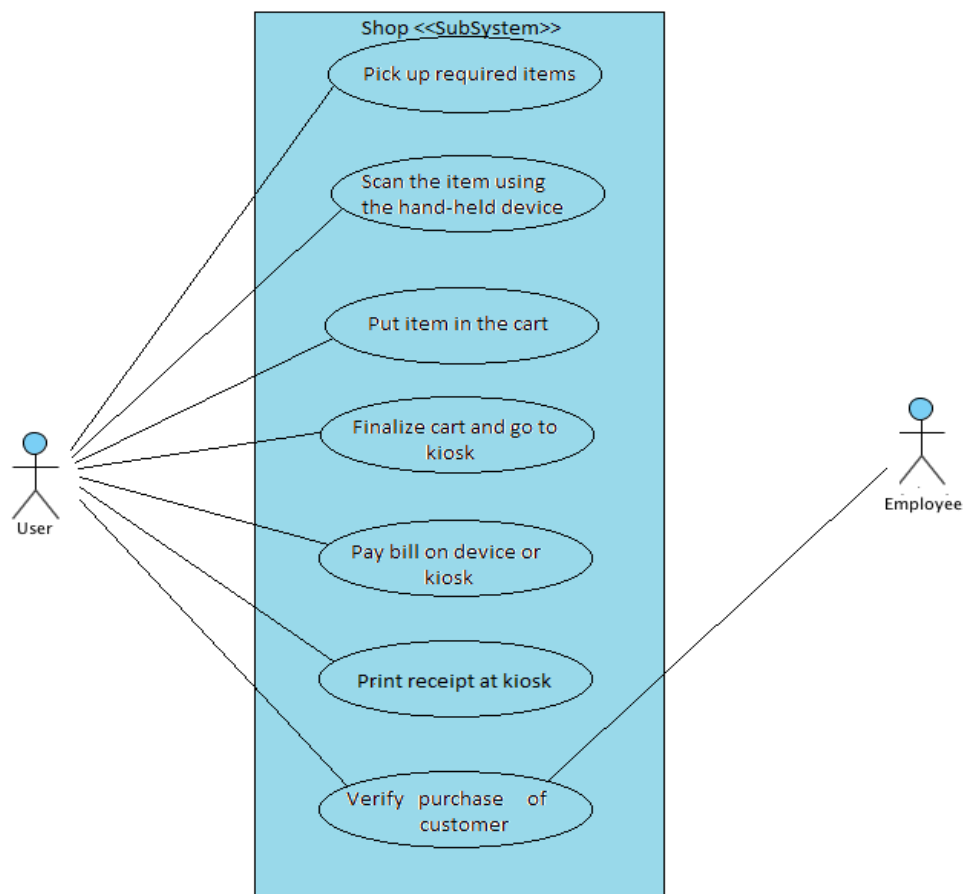 Shop <<SubSystem>>
Pick up required items
Scan the item using
the hand-held device
Put item in the cart
Finalize cart and go to
kiosk
User
Employee
Pay bill on device or
kiosk
Print receipt at kiosk
Verify purchase of
customer